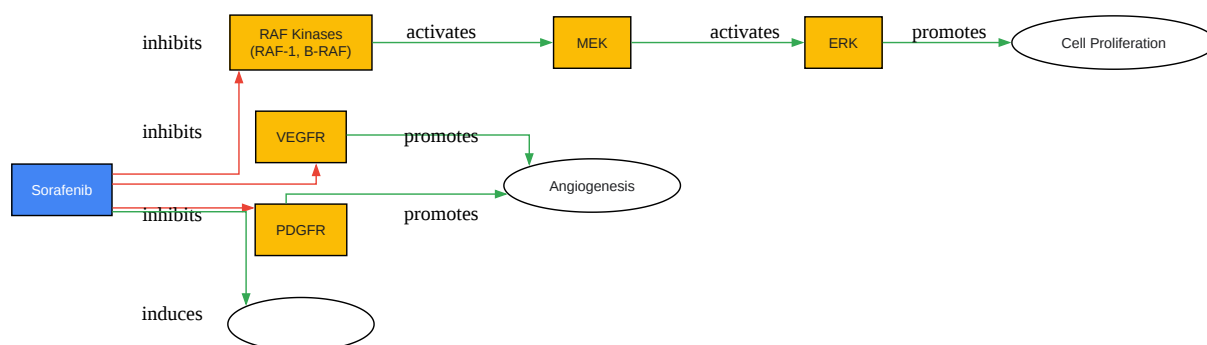 inhibits
RAF Kinases
(RAF-1, B-RAF)
activates
MEK
activates
ERK
promotes
Cell Proliferation
inhibits
VEGFR
promotes
Sorafenib
Angiogenesis
inhibits
PDGFR
promotes
induces